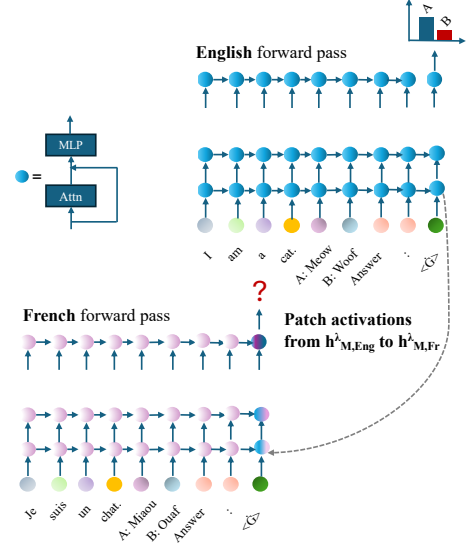 A
B
English forward pass
MLP
=
Attn
I
am
a
cat.
A: Meow
B: Woof
Answer
:
<Ġ>
French forward pass
?
Patch activations
from h^λ_M,Eng to h^λ_M,Fr
Je
suis
un
chat.
A: Miaou
B: Ouaf
Answer
:
<Ġ>